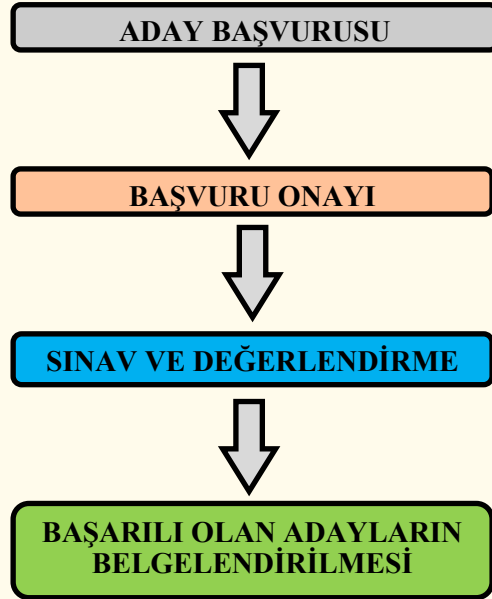 ADAY BAŞVURUSU
BAŞVURU ONAYI
SINAV VE DEĞERLENDİRME
BAŞARILI OLAN ADAYLARIN
BELGELENDİRİLMESİ